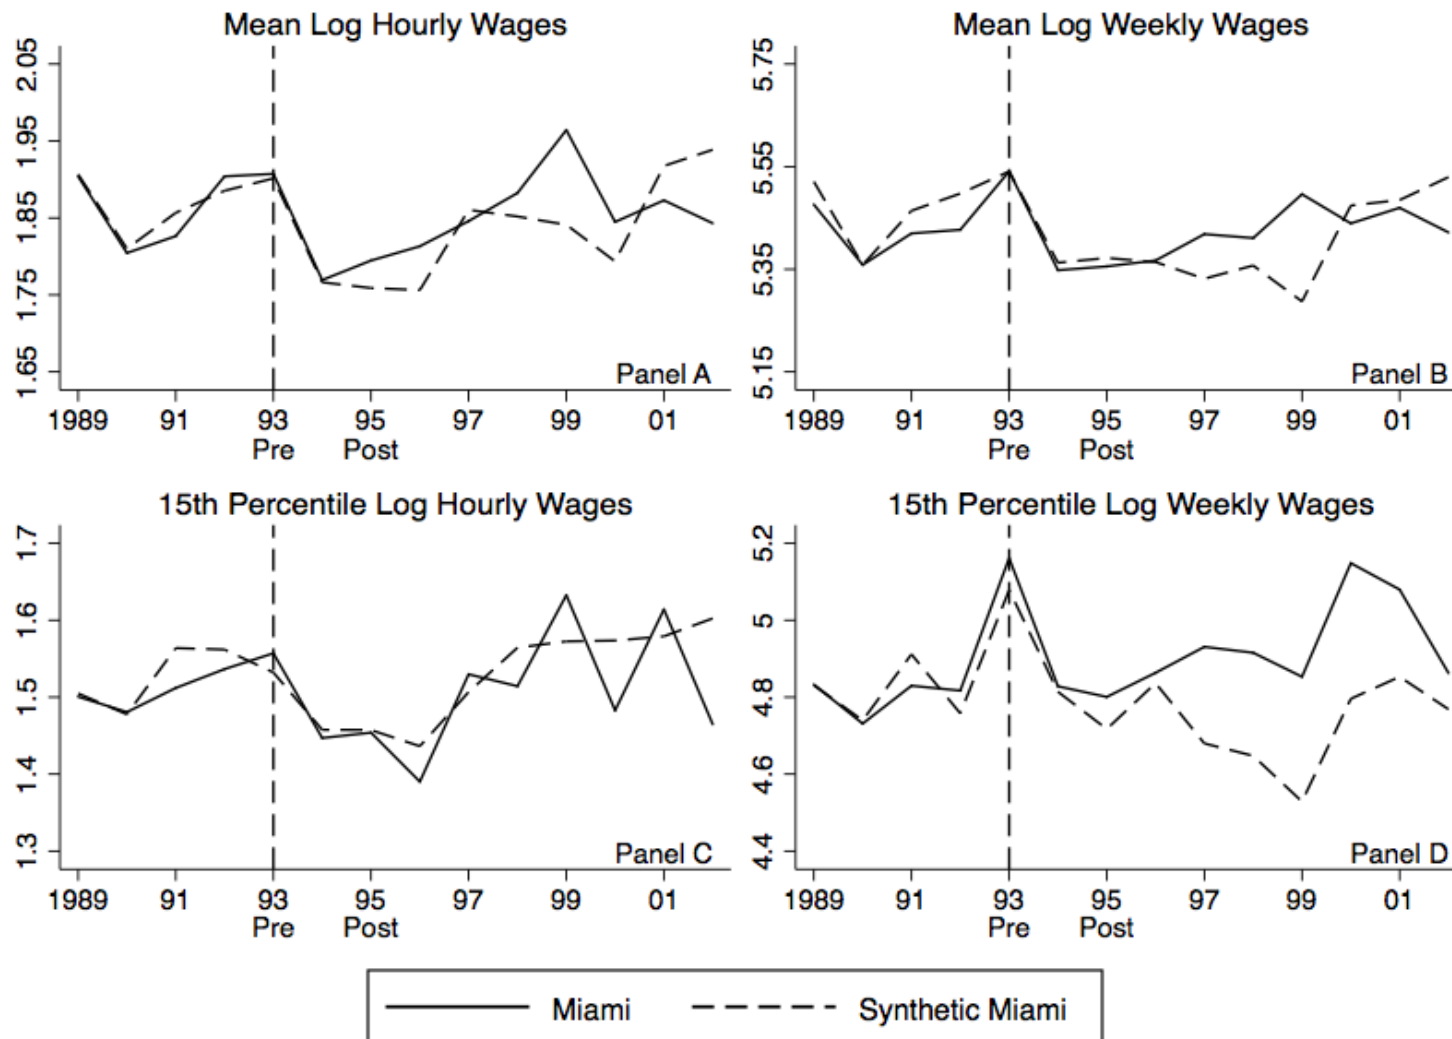 Mean Log Hourly Wages
2.05
1.95
1.85
1.75
1.65
Panel A
1989 91 93 95 97 99 01
Pre Post
Mean Log Weekly Wages
5.75
5.55
5.35
5.15
Panel B
1989 91 93 95 97 99 01
Pre Post
15th Percentile Log Hourly Wages
1.7
1.6
1.5
1.4
1.3
Panel C
1989 91 93 95 97 99 01
Pre Post
15th Percentile Log Weekly Wages
5.2
5
4.8
4.6
4.4
Panel D
1989 91 93 95 97 99 01
Pre Post
Miami Synthetic Miami